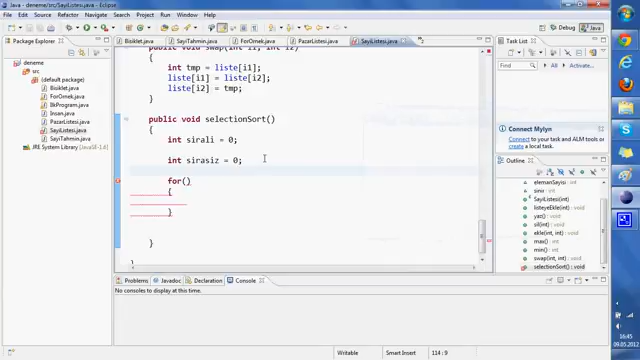 deneme/src/SayiListesi.java - Eclipse
File Edit Source Refactor Navigate Search Project Run Window Help
Debug Java
Package Explorer
deneme
src
(default package)
Bisiklet.java
ForOrnek.java
IlkProgram.java
Insan.java
PazarListesi.java
SayiListesi.java
SayiTahmin.java
JRE System Library [JavaSE-1.7]
Bisiklet.java SayiTahmin.java ForOrnek.java PazarListesi.java SayiListesi.java
public void swap(int i1, int i2)
{
int tmp = liste[i1];
liste[i1] = liste[i2];
liste[i2] = tmp;
}
public void selectionSort()
{
int sirali = 0;
int sirasiz = 0;
for()
{
}
}
}
Task List
Find All Activate...
Connect Mylyn
Connect to your task and ALM tools or
create a local task.
Outline
elemanSayisi : int
sinir : int
SayiListesi(int)
listeyeEkle(int) : void
yaz() : void
sil(int) : void
ekle(int, int) : void
max() : int
min() : int
swap(int, int) : void
selectionSort() : void
Problems Javadoc Declaration Console
No consoles to display at this time.
Writable Smart Insert 114 : 9
16:45
09.05.2012